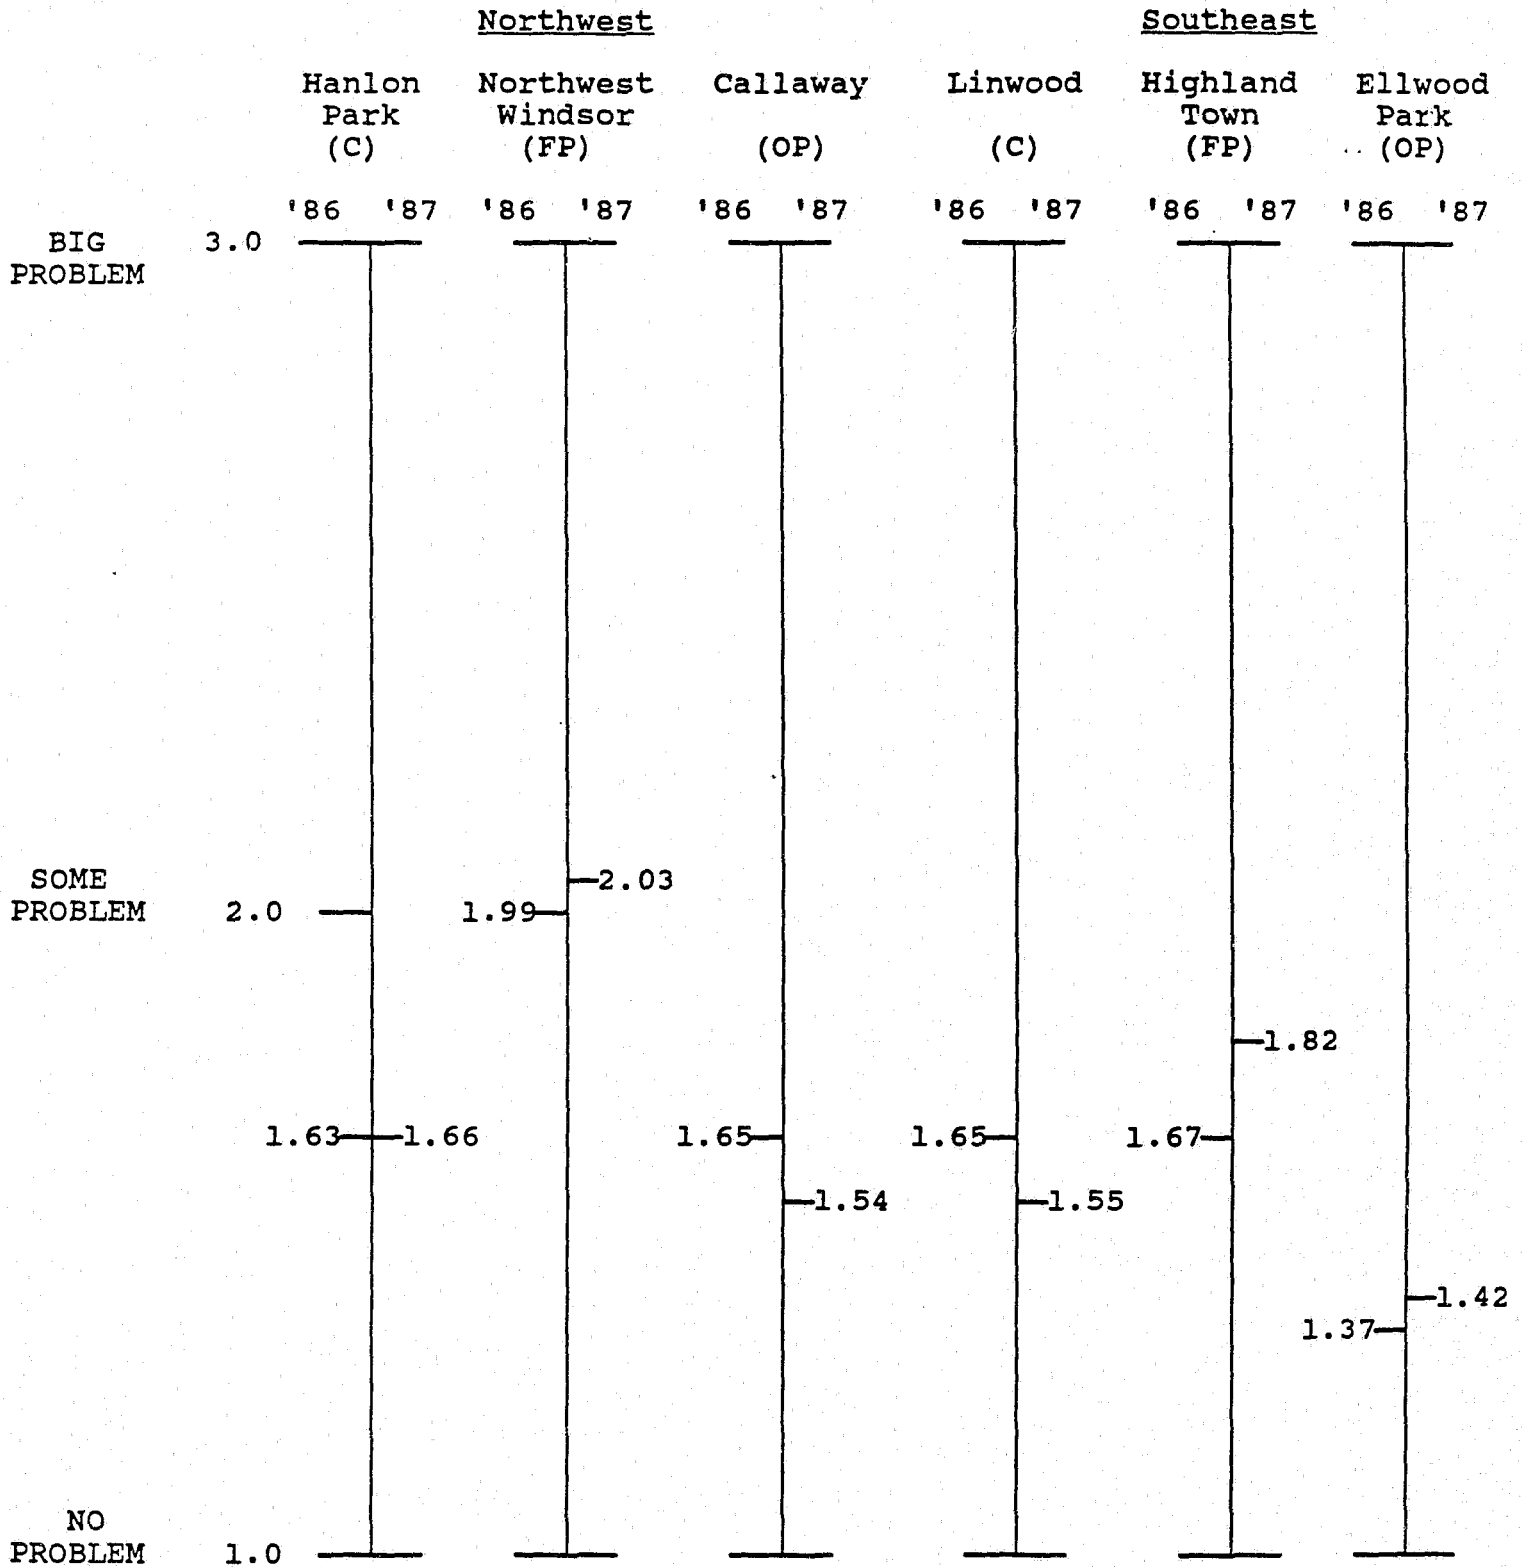 Northwest Southeast
Hanlon Northwest Callaway Linwood Highland Ellwood
Park Windsor Town Park
(C) (FP) (OP) (C) (FP) (OP)
'86 '87 '86 '87 '86 '87 '86 '87 '86 '87 '86 '87
BIG 3.0
PROBLEM
SOME 2.03
PROBLEM 2.0 1.99
1.82
1.63 1.66 1.65 1.65 1.67
1.54 1.55
1.42
1.37
NO
PROBLEM 1.0